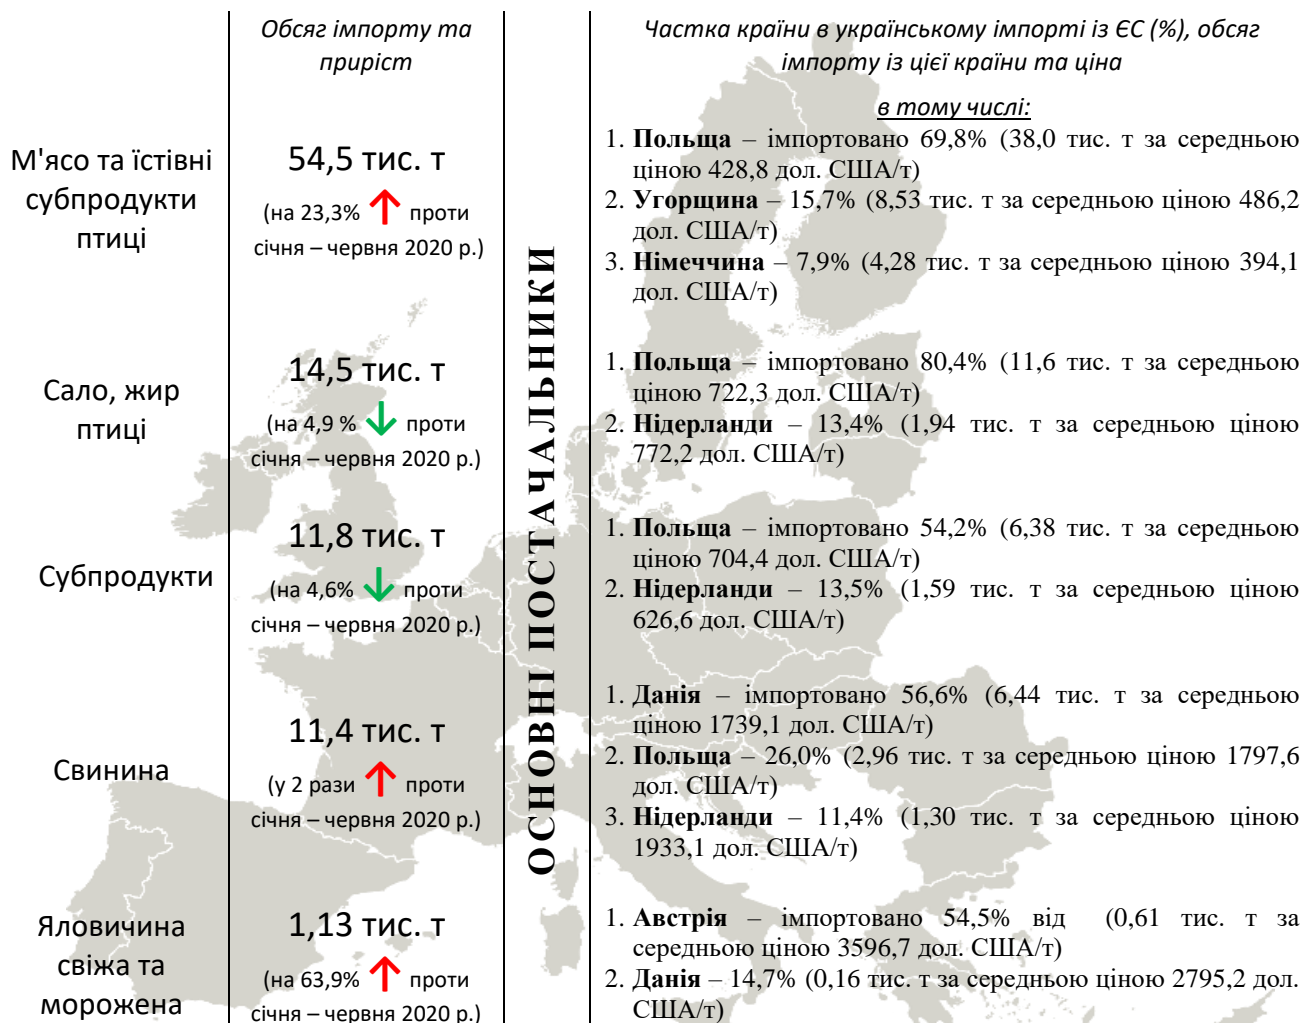 Обсяг імпорту та
приріст
Частка країни в українському імпорті із ЄС (%), обсяг
імпорту із цієї країни та ціна
в тому числі:
М'ясо та їстівні
субпродукти
птиці
54,5 тис. т
(на 23,3% ↑ проти
січня – червня 2020 р.)
ОСНОВНІ ПОСТАЧАЛЬНИКИ
1. Польща – імпортовано 69,8% (38,0 тис. т за середньою
ціною 428,8 дол. США/т)
2. Угорщина – 15,7% (8,53 тис. т за середньою ціною 486,2
дол. США/т)
3. Німеччина – 7,9% (4,28 тис. т за середньою ціною 394,1
дол. США/т)
Сало, жир
птиці
14,5 тис. т
(на 4,9 % ↓ проти
січня – червня 2020 р.)
1. Польща – імпортовано 80,4% (11,6 тис. т за середньою
ціною 722,3 дол. США/т)
2. Нідерланди – 13,4% (1,94 тис. т за середньою ціною
772,2 дол. США/т)
Субпродукти
11,8 тис. т
(на 4,6% ↓ проти
січня – червня 2020 р.)
1. Польща – імпортовано 54,2% (6,38 тис. т за середньою
ціною 704,4 дол. США/т)
2. Нідерланди – 13,5% (1,59 тис. т за середньою ціною
626,6 дол. США/т)
Свинина
11,4 тис. т
(у 2 рази ↑ проти
січня – червня 2020 р.)
1. Данія – імпортовано 56,6% (6,44 тис. т за середньою
ціною 1739,1 дол. США/т)
2. Польща – 26,0% (2,96 тис. т за середньою ціною 1797,6
дол. США/т)
3. Нідерланди – 11,4% (1,30 тис. т за середньою ціною
1933,1 дол. США/т)
Яловичина
свіжа та
морожена
1,13 тис. т
(на 63,9% ↑ проти
січня – червня 2020 р.)
1. Австрія – імпортовано 54,5% від (0,61 тис. т за
середньою ціною 3596,7 дол. США/т)
2. Данія – 14,7% (0,16 тис. т за середньою ціною 2795,2 дол.
США/т)